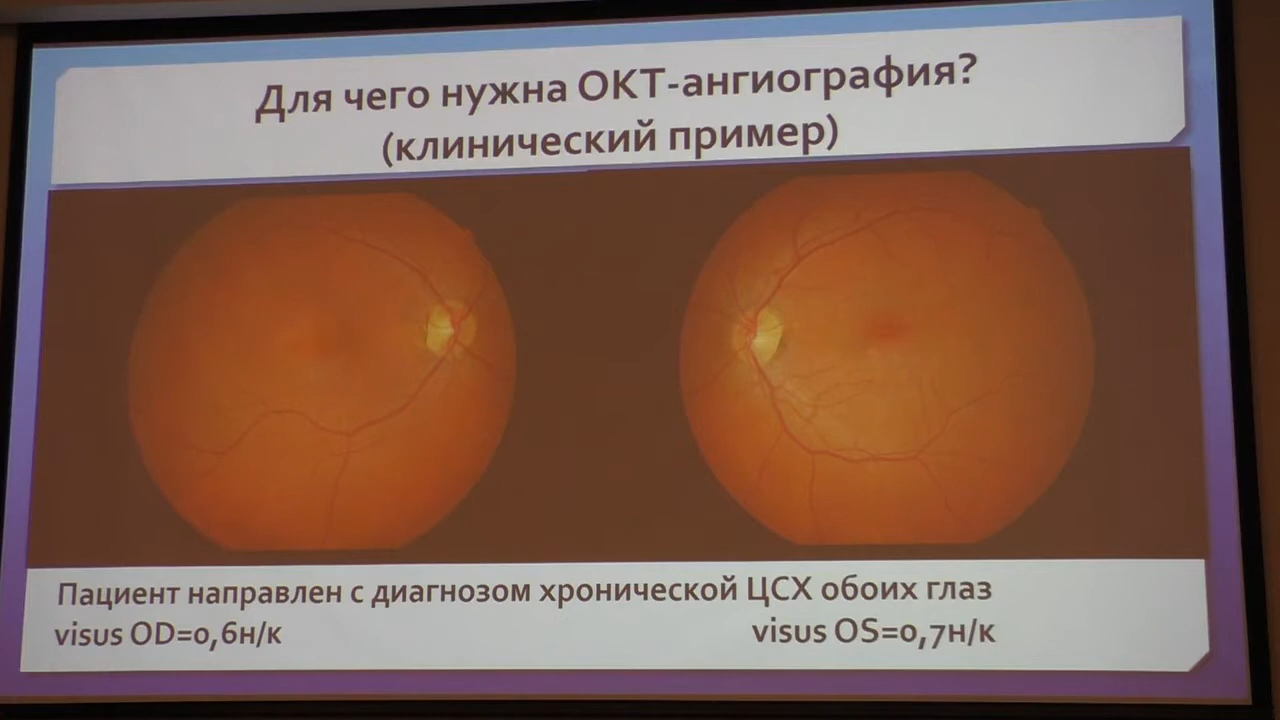 Для чего нужна ОКТ-ангиография?
(клинический пример)
Пациент направлен с диагнозом хронической ЦСХ обоих глаз
visus OD=0,6н/к
visus OS=0,7н/к